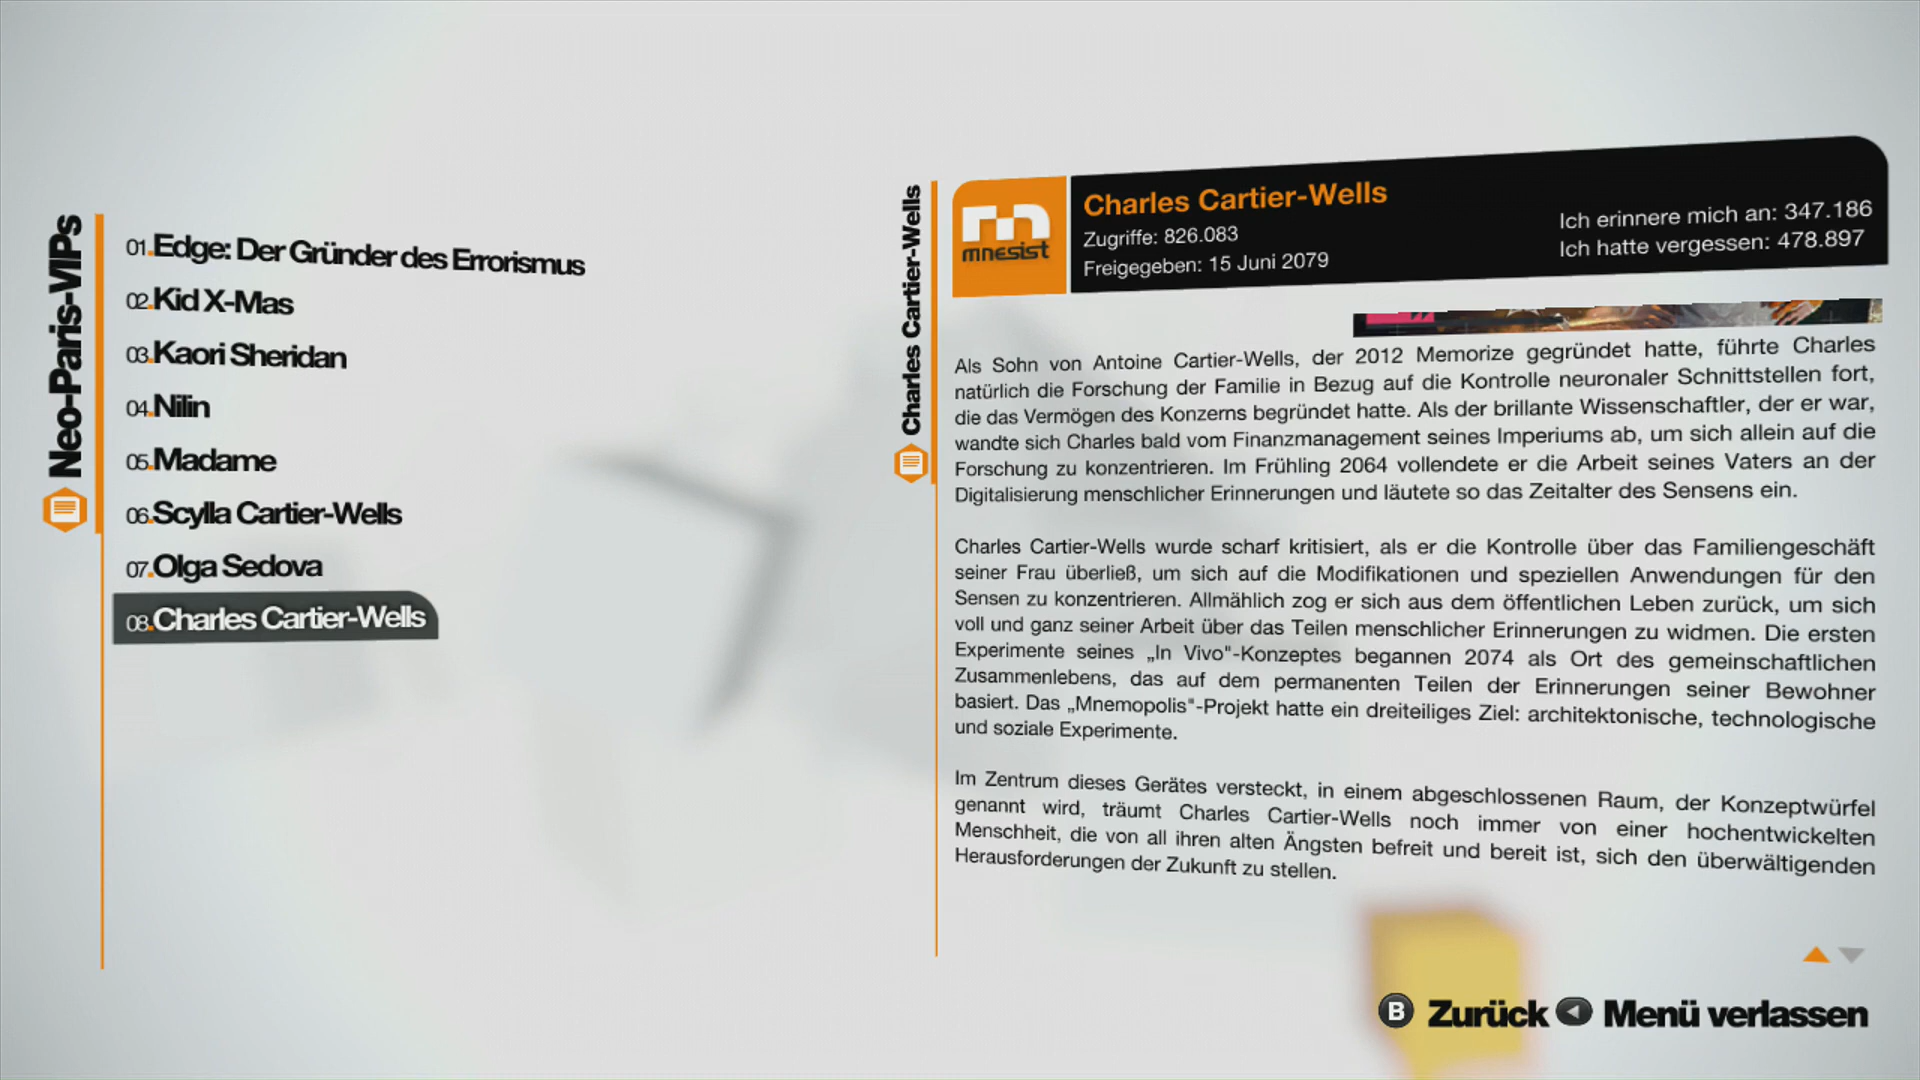 Neo-Paris-VIPs
01.Edge: Der Gründer des Errorismus
02.Kid X-Mas
03.Kaori Sheridan
04.Nilin
05.Madame
06.Scylla Cartier-Wells
07.Olga Sedova
08.Charles Cartier-Wells
Charles Cartier-Wells
mnesist
Charles Cartier-Wells
Zugriffe: 826.083
Freigegeben: 15 Juni 2079
Ich erinnere mich an: 347.186
Ich hatte vergessen: 478.897
Als Sohn von Antoine Cartier-Wells, der 2012 Memorize gegründet hatte, führte Charles
natürlich die Forschung der Familie in Bezug auf die Kontrolle neuronaler Schnittstellen fort,
die das Vermögen des Konzerns begründet hatte. Als der brillante Wissenschaftler, der er war,
wandte sich Charles bald vom Finanzmanagement seines Imperiums ab, um sich allein auf die
Forschung zu konzentrieren. Im Frühling 2064 vollendete er die Arbeit seines Vaters an der
Digitalisierung menschlicher Erinnerungen und läutete so das Zeitalter des Sensens ein.
Charles Cartier-Wells wurde scharf kritisiert, als er die Kontrolle über das Familiengeschäft
seiner Frau überließ, um sich auf die Modifikationen und speziellen Anwendungen für den
Sensen zu konzentrieren. Allmählich zog er sich aus dem öffentlichen Leben zurück, um sich
voll und ganz seiner Arbeit über das Teilen menschlicher Erinnerungen zu widmen. Die ersten
Experimente seines „In Vivo"-Konzeptes begannen 2074 als Ort des gemeinschaftlichen
Zusammenlebens, das auf dem permanenten Teilen der Erinnerungen seiner Bewohner
basiert. Das „Mnemopolis"-Projekt hatte ein dreiteiliges Ziel: architektonische, technologische
und soziale Experimente.
Im Zentrum dieses Gerätes versteckt, in einem abgeschlossenen Raum, der Konzeptwürfel
genannt wird, träumt Charles Cartier-Wells noch immer von einer hochentwickelten
Menschheit, die von all ihren alten Ängsten befreit und bereit ist, sich den überwältigenden
Herausforderungen der Zukunft zu stellen.
B Zurück Menü verlassen